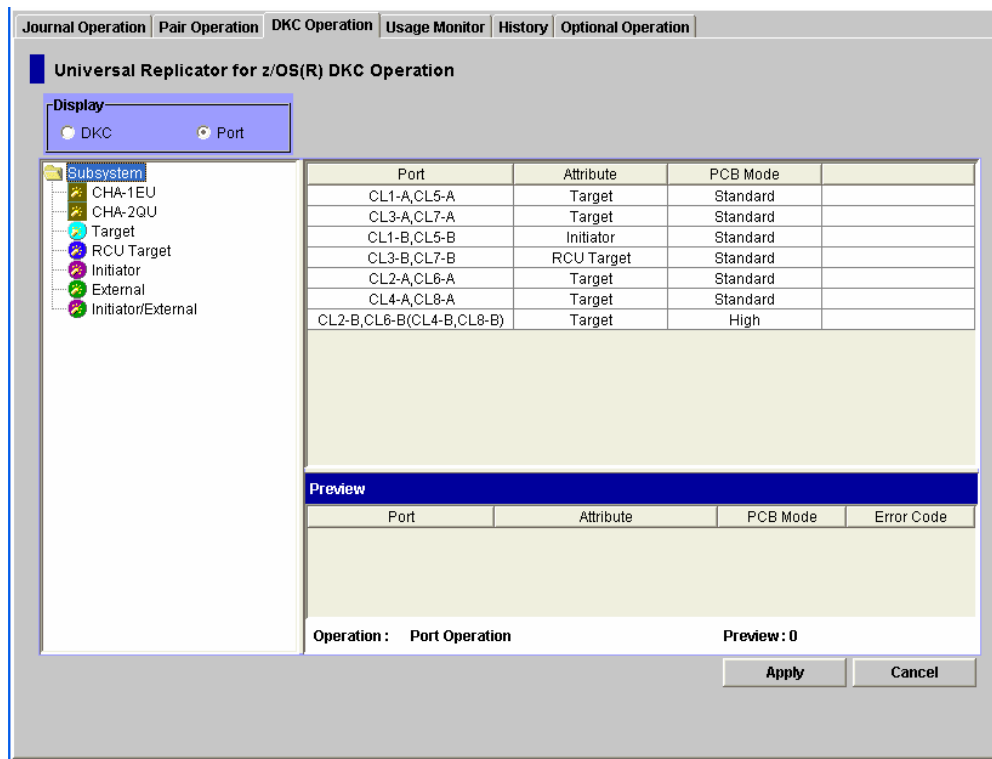 Journal Operation Pair Operation DKC Operation Usage Monitor History Optional Operation
Universal Replicator for z/OS(R) DKC Operation
Display
DKC Port
Subsystem
CHA-1EU
CHA-2QU
Target
RCU Target
Initiator
External
Initiator/External
Port Attribute PCB Mode
CL1-A,CL5-A Target Standard
CL3-A,CL7-A Target Standard
CL1-B,CL5-B Initiator Standard
CL3-B,CL7-B RCU Target Standard
CL2-A,CL6-A Target Standard
CL4-A,CL8-A Target Standard
CL2-B,CL6-B(CL4-B,CL8-B) Target High
Preview
Port Attribute PCB Mode Error Code
Operation : Port Operation Preview : 0
Apply Cancel